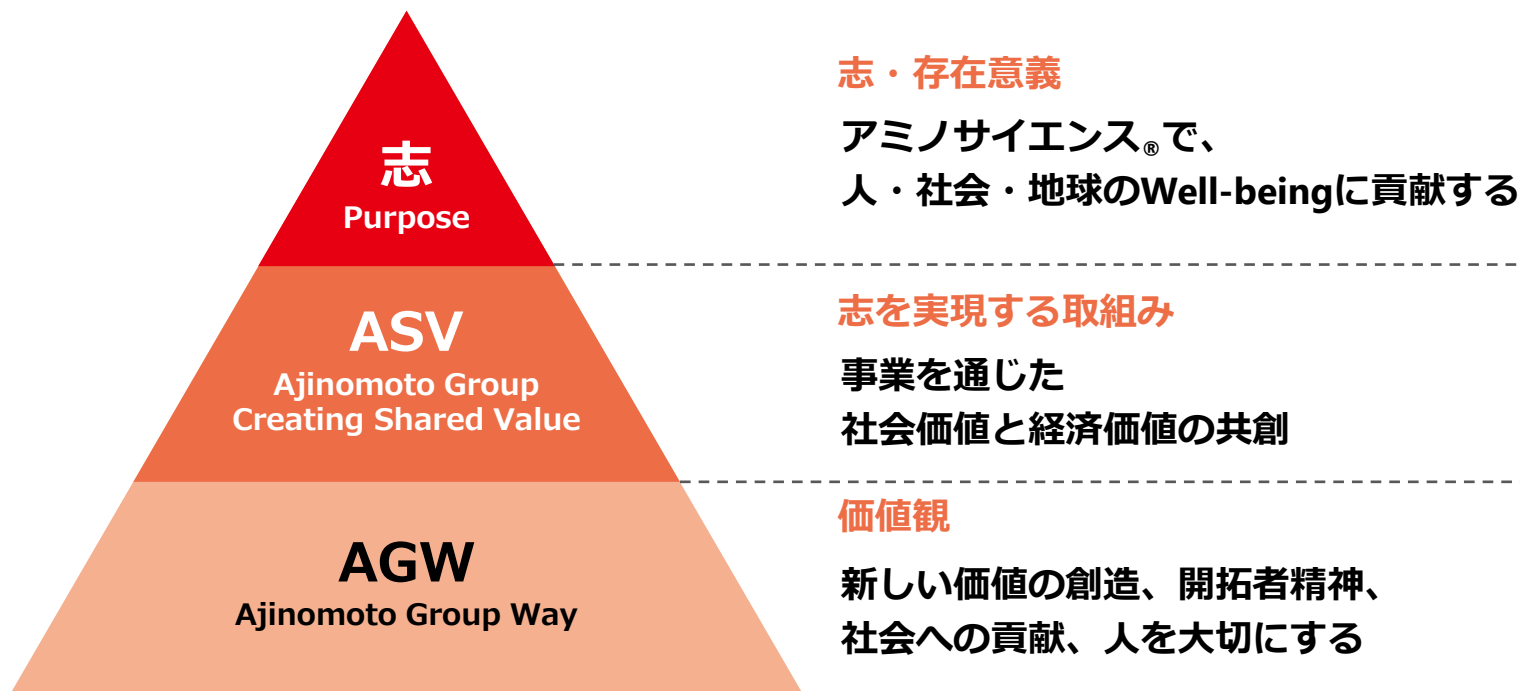 志
Purpose
志・存在意義
アミノサイエンス®で、
人・社会・地球のWell-beingに貢献する
ASV
Ajinomoto Group
Creating Shared Value
志を実現する取組み
事業を通じた
社会価値と経済価値の共創
AGW
Ajinomoto Group Way
価値観
新しい価値の創造、開拓者精神、
社会への貢献、人を大切にする